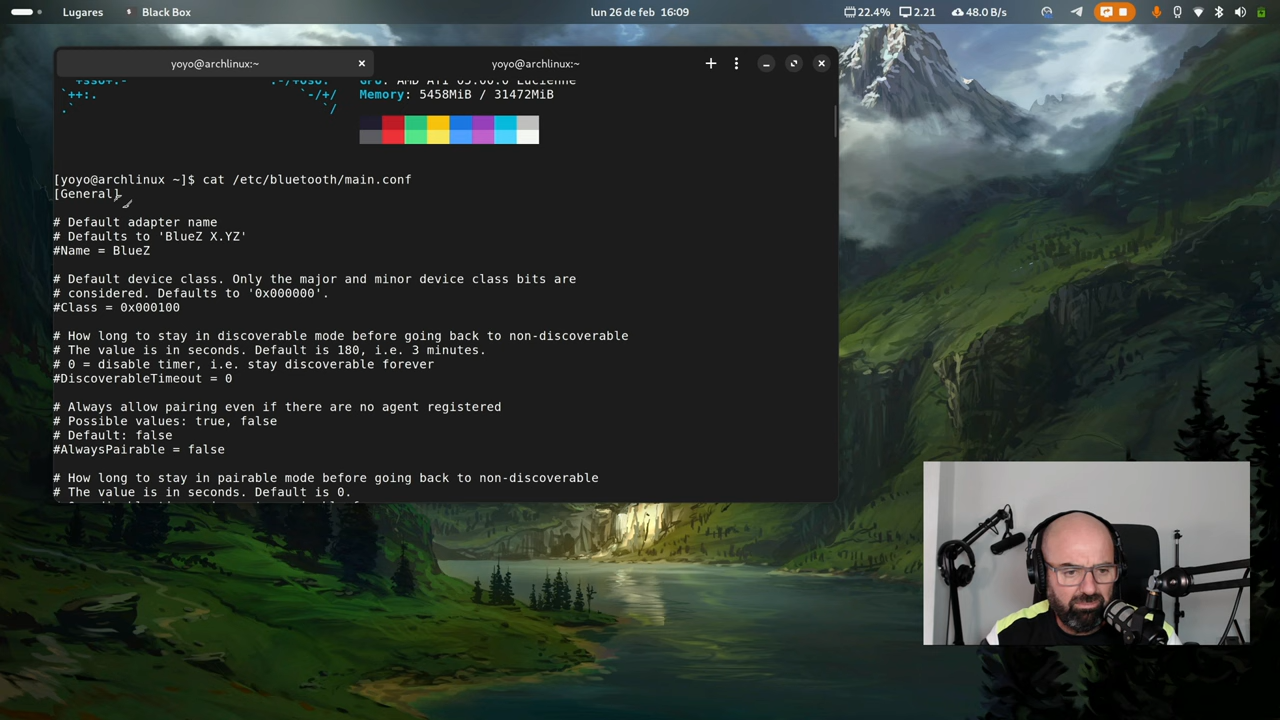 Lugares
Black Box
lun 26 de feb 16:09
22.4%
2.21
48.0 B/s
yoyo@archlinux:~
yoyo@archlinux:~
Memory: 5458MiB / 31472MiB
[yoyo@archlinux ~]$ cat /etc/bluetooth/main.conf
[General]
# Default adapter name
# Defaults to 'BlueZ X.YZ'
#Name = BlueZ
# Default device class. Only the major and minor device class bits are
# considered. Defaults to '0x000000'.
#Class = 0x000100
# How long to stay in discoverable mode before going back to non-discoverable
# The value is in seconds. Default is 180, i.e. 3 minutes.
# 0 = disable timer, i.e. stay discoverable forever
#DiscoverableTimeout = 0
# Always allow pairing even if there are no agent registered
# Possible values: true, false
# Default: false
#AlwaysPairable = false
# How long to stay in pairable mode before going back to non-discoverable
# The value is in seconds. Default is 0.